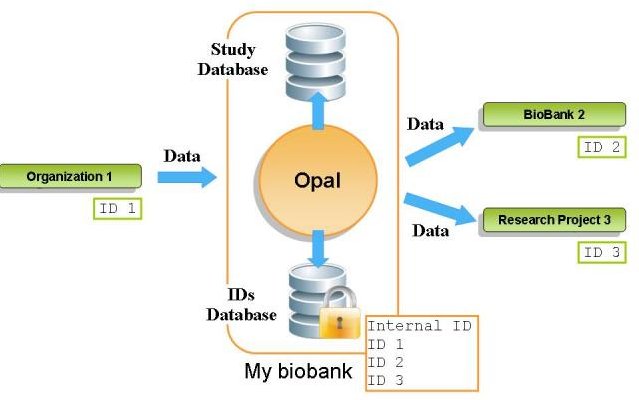 Study
Database
Organization 1
ID 1
Data
Opal
Data
BioBank 2
ID 2
Data
Research Project 3
ID 3
IDs
Database
Internal ID
ID 1
ID 2
ID 3
My biobank